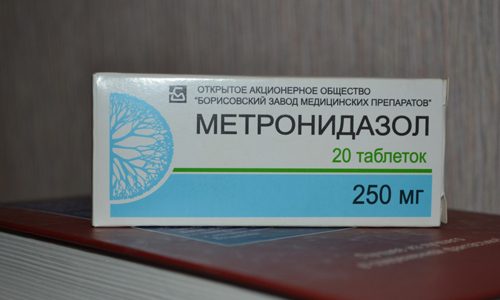 ОТКРЫТОЕ АКЦИОНЕРНОЕ ОБЩЕСТВО
"БОРИСОВСКИЙ ЗАВОД МЕДИЦИНСКИХ ПРЕПАРАТОВ"
МЕТРОНИДАЗОЛ
20 таблеток
250 мг